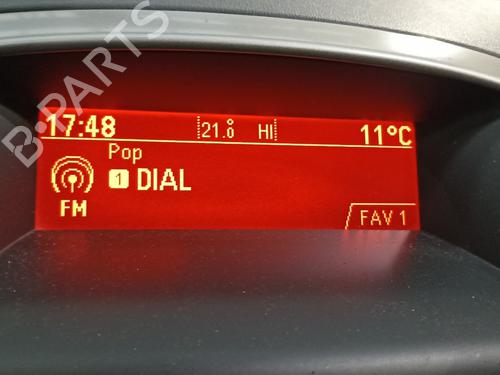 17:48 21.0 HI 11°C
Pop
1 DIAL
FM
FAV 1
B-PARTS